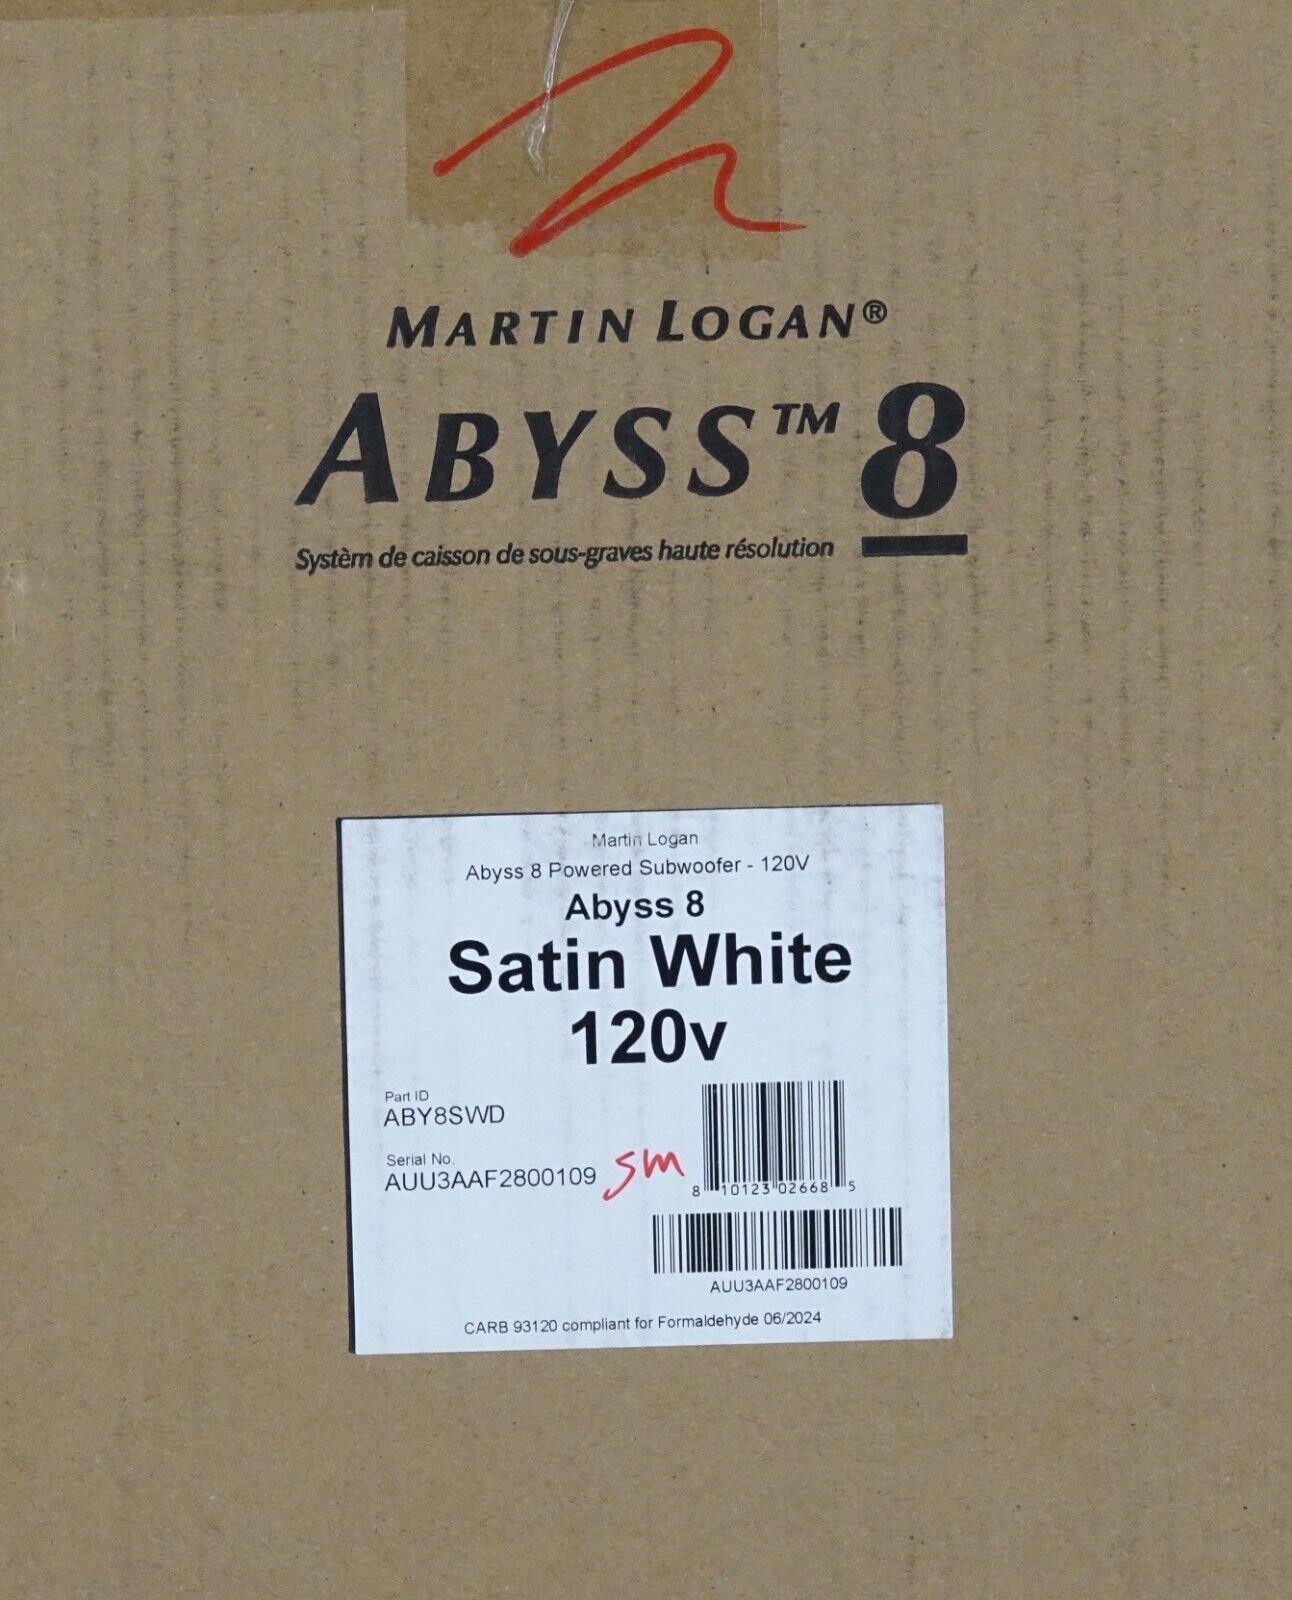 MARTIN LOGAN®
ABYSS™ 8
Systèm de caisson de sous-graves haute résolution
Martin Logan
Abyss 8 Powered Subwoofer - 120V
Abyss 8
Satin White
120v
Part ID
ABY8SWD
Serial No.
AUU3AAF2800109
sm
8 10123 02668 5
AUU3AAF2800109
CARB 93120 compliant for Formaldehyde 06/2024